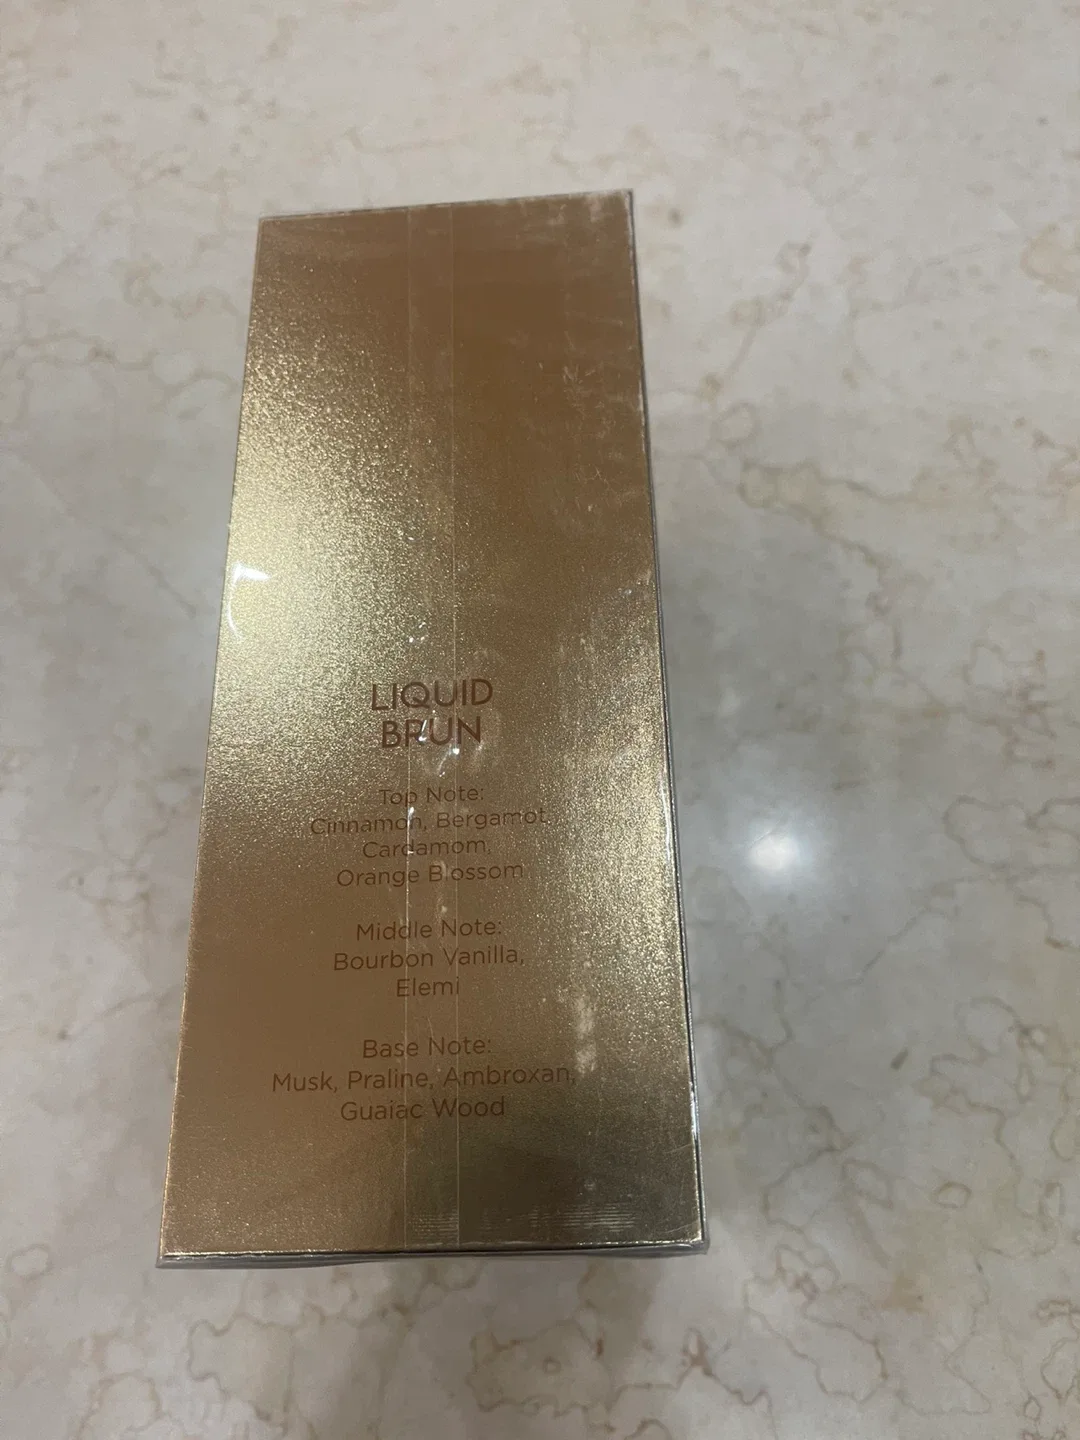 LIQUID
BRUN
Top Note:
Cinnamon, Bergamot,
Cardamom,
Orange Blossom
Middle Note:
Bourbon Vanilla,
Elemi
Base Note:
Musk, Praline, Ambroxan,
Guaiac Wood